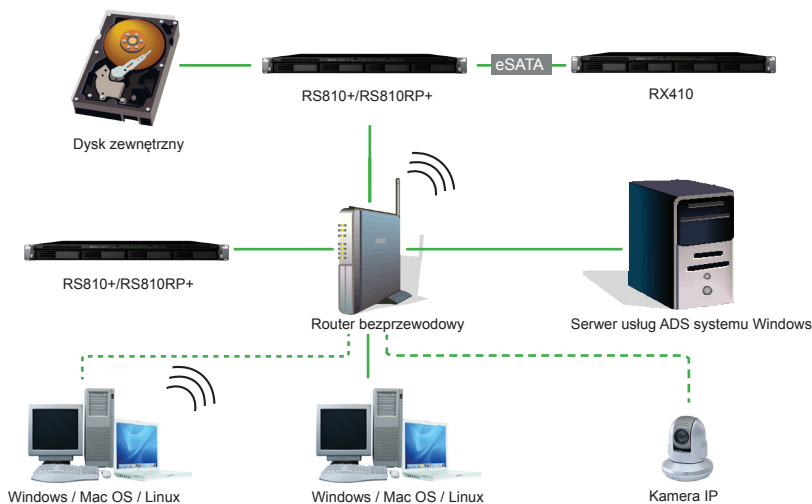 eSATA
RS810+/RS810RP+
RX410
Dysk zewnętrzny
RS810+/RS810RP+
Router bezprzewodowy
Serwer usług ADS systemu Windows
Windows / Mac OS / Linux
Windows / Mac OS / Linux
Kamera IP